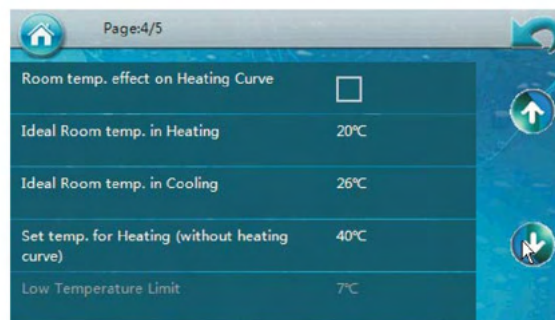 Page:4/5
Room temp. effect on Heating Curve
Ideal Room temp. in Heating 20℃
Ideal Room temp. in Cooling 26℃
Set temp. for Heating (without heating 40℃
curve)
Low Temperature Limit 7℃